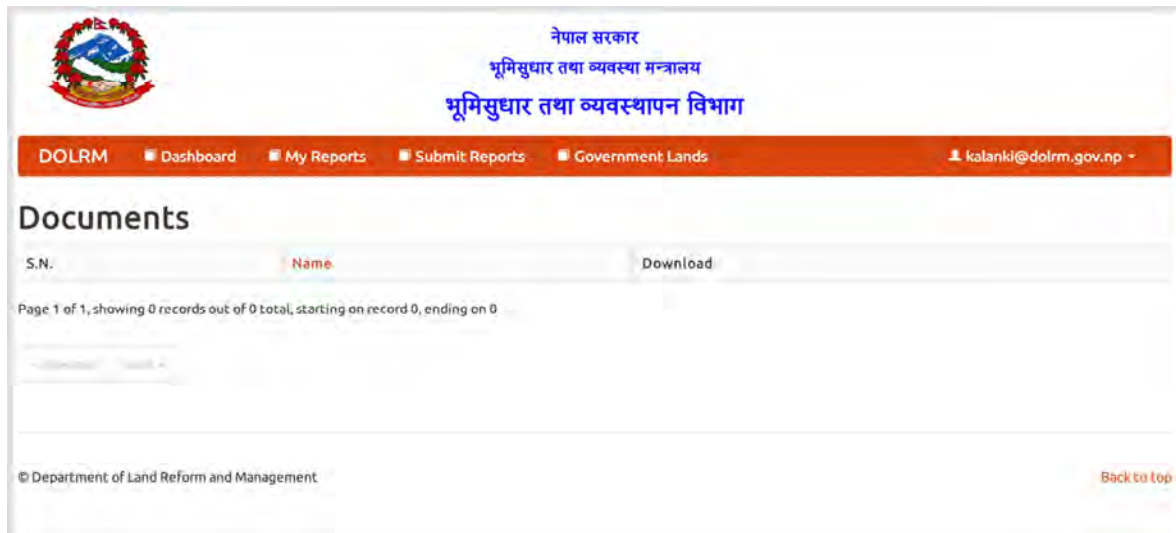 नेपाल सरकार
भूमिसुधार तथा व्यवस्था मन्त्रालय
भूमिसुधार तथा व्यवस्थापन विभाग
DOLRM Dashboard My Reports Submit Reports Government Lands kalanki@dolrm.gov.np
Documents
S.N. Name Download
Page 1 of 1, showing 0 records out of 0 total, starting on record 0, ending on 0
© Department of Land Reform and Management Back to top